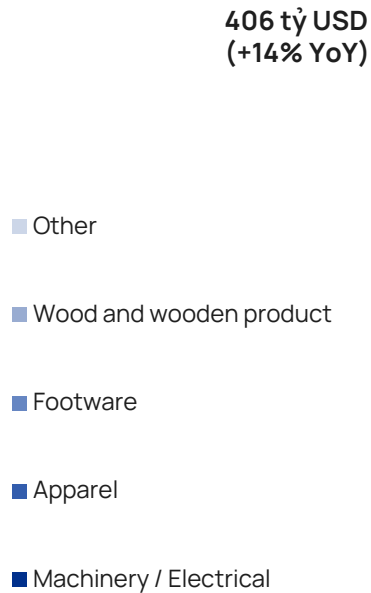 406 tỷ USD
(+14% YoY)
Other
Wood and wooden product
Footware
Apparel
Machinery / Electrical